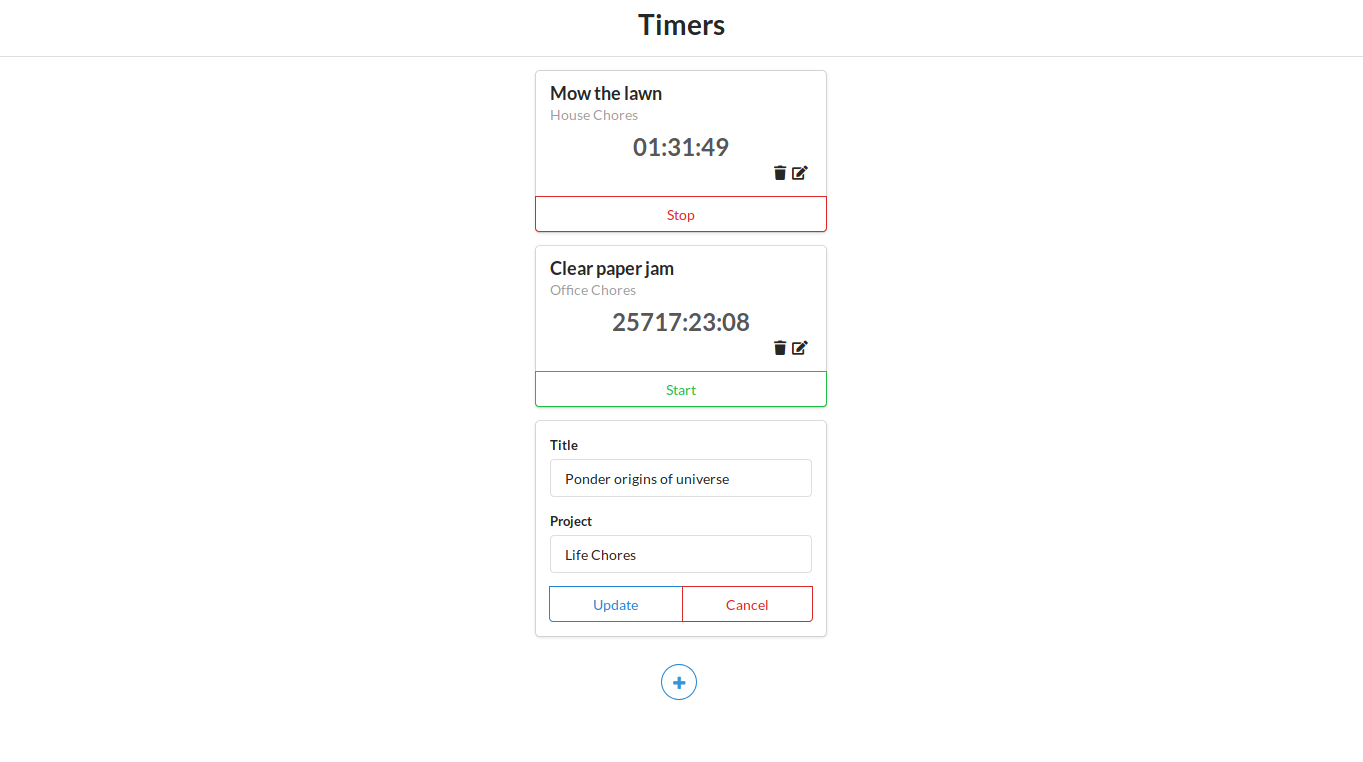 Timers
Mow the lawn
House Chores
01:31:49
Stop
Clear paper jam
Office Chores
25717:23:08
Start
Title
Ponder origins of universe
Project
Life Chores
Update Cancel